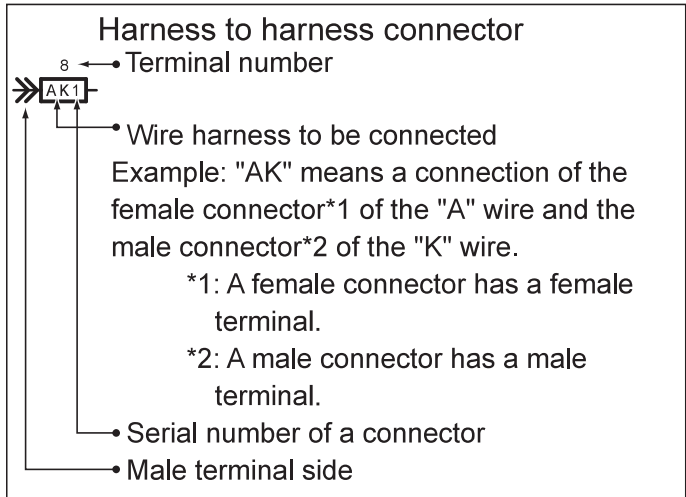 Harness to harness connector
8 Terminal number
AK1
Wire harness to be connected
Example: "AK" means a connection of the
female connector*1 of the "A" wire and the
male connector*2 of the "K" wire.
*1: A female connector has a female
terminal.
*2: A male connector has a male
terminal.
Serial number of a connector
Male terminal side